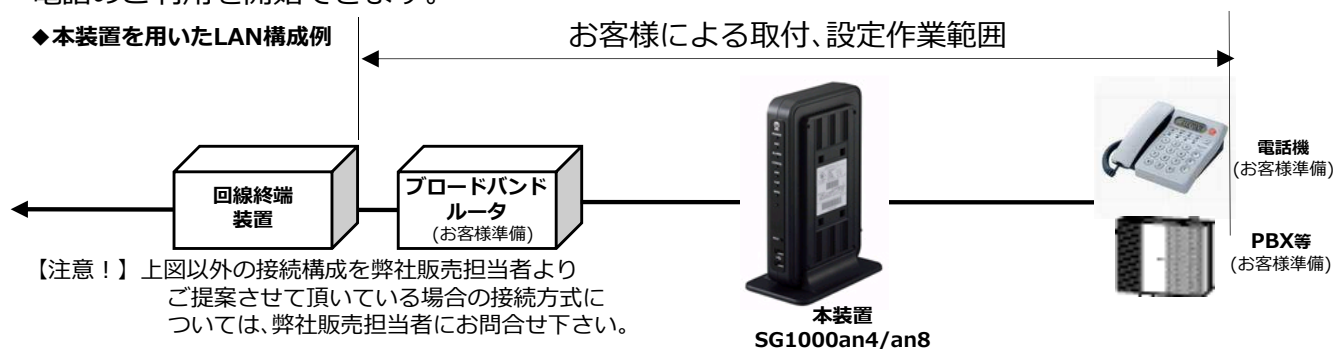 電話のご利用を開始できます。
◆本装置を用いたLAN構成例
お客様による取付、設定作業範囲
回線終端
装置
ブロードバンド
ルータ
(お客様準備)
電話機
(お客様準備)
PBX等
(お客様準備)
【注意！】上図以外の接続構成を弊社販売担当者より
ご提案させて頂いている場合の接続方式に
ついては、弊社販売担当者にお問合せ下さい。
本装置
SG1000an4/an8